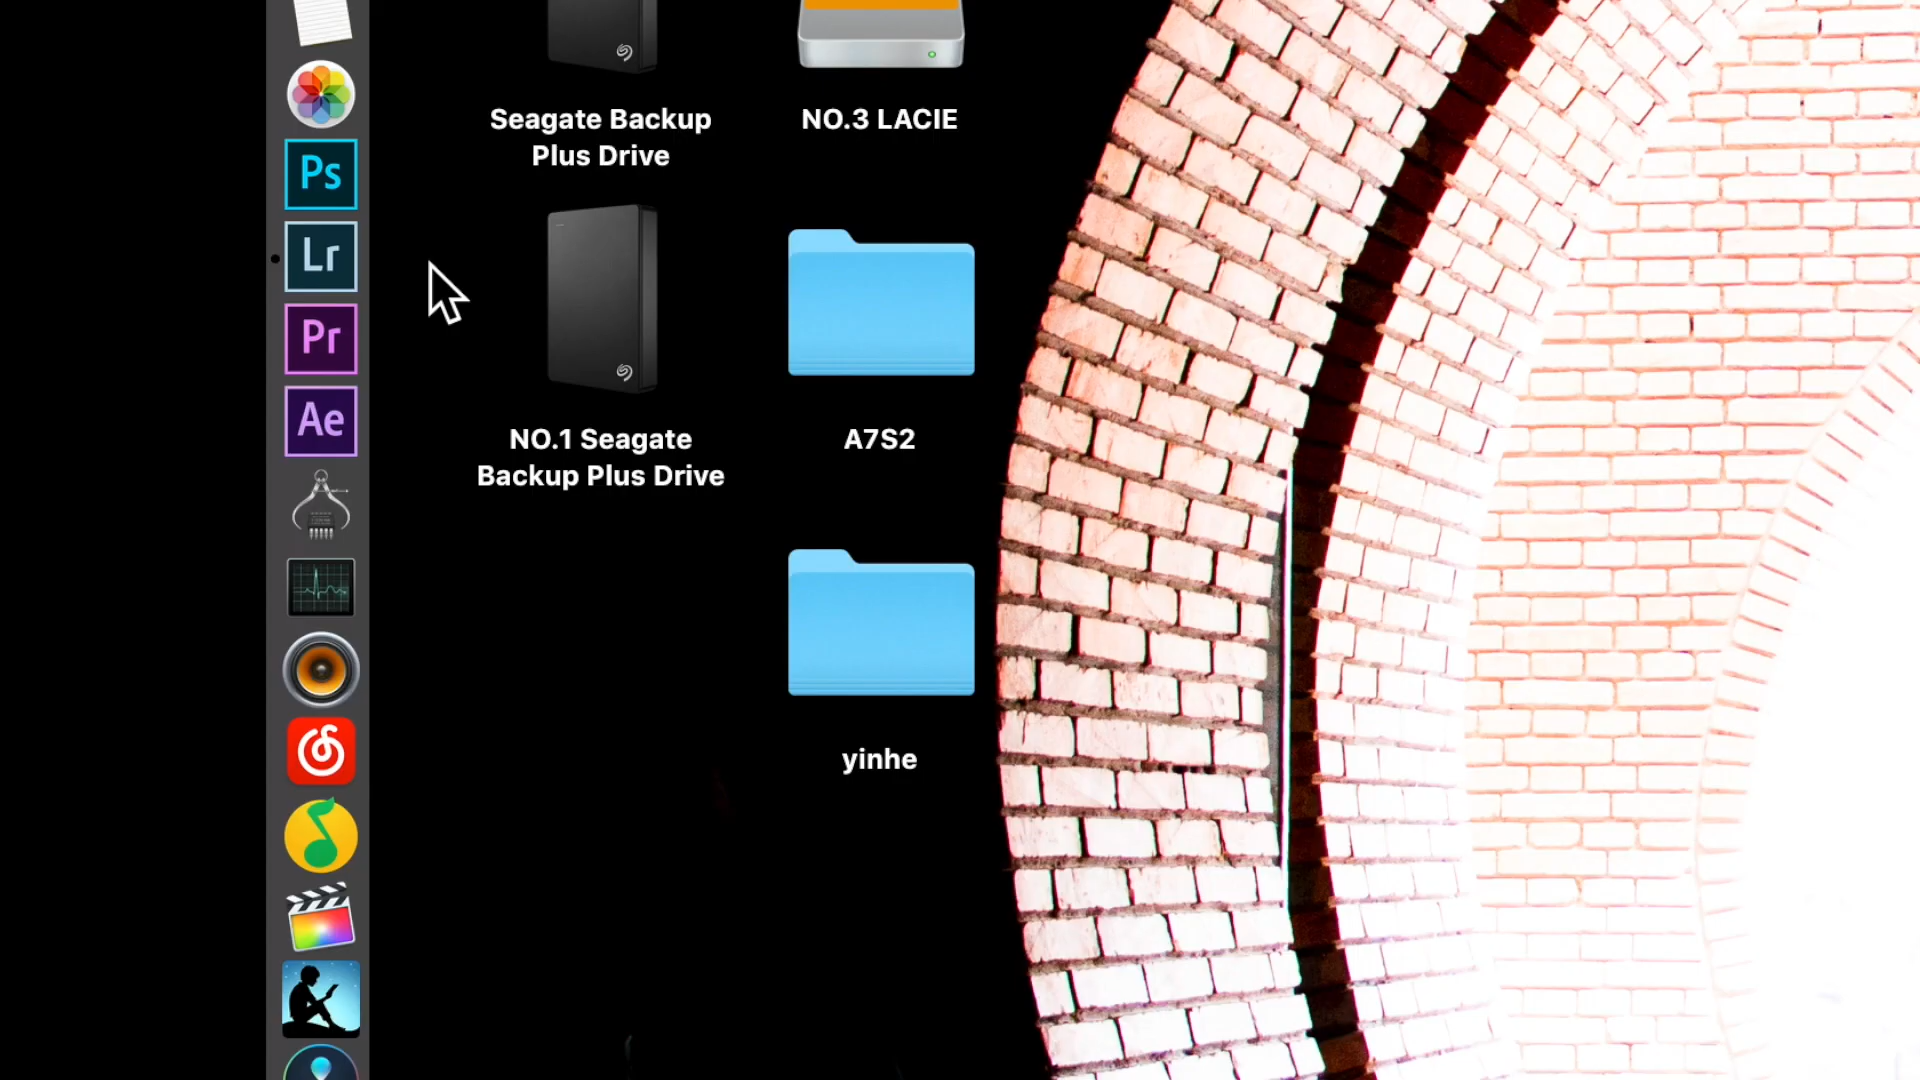 Seagate Backup
Plus Drive
NO.3 LACIE
Ps
Lr
Pr
Ae
NO.1 Seagate
Backup Plus Drive
A7S2
yinhe